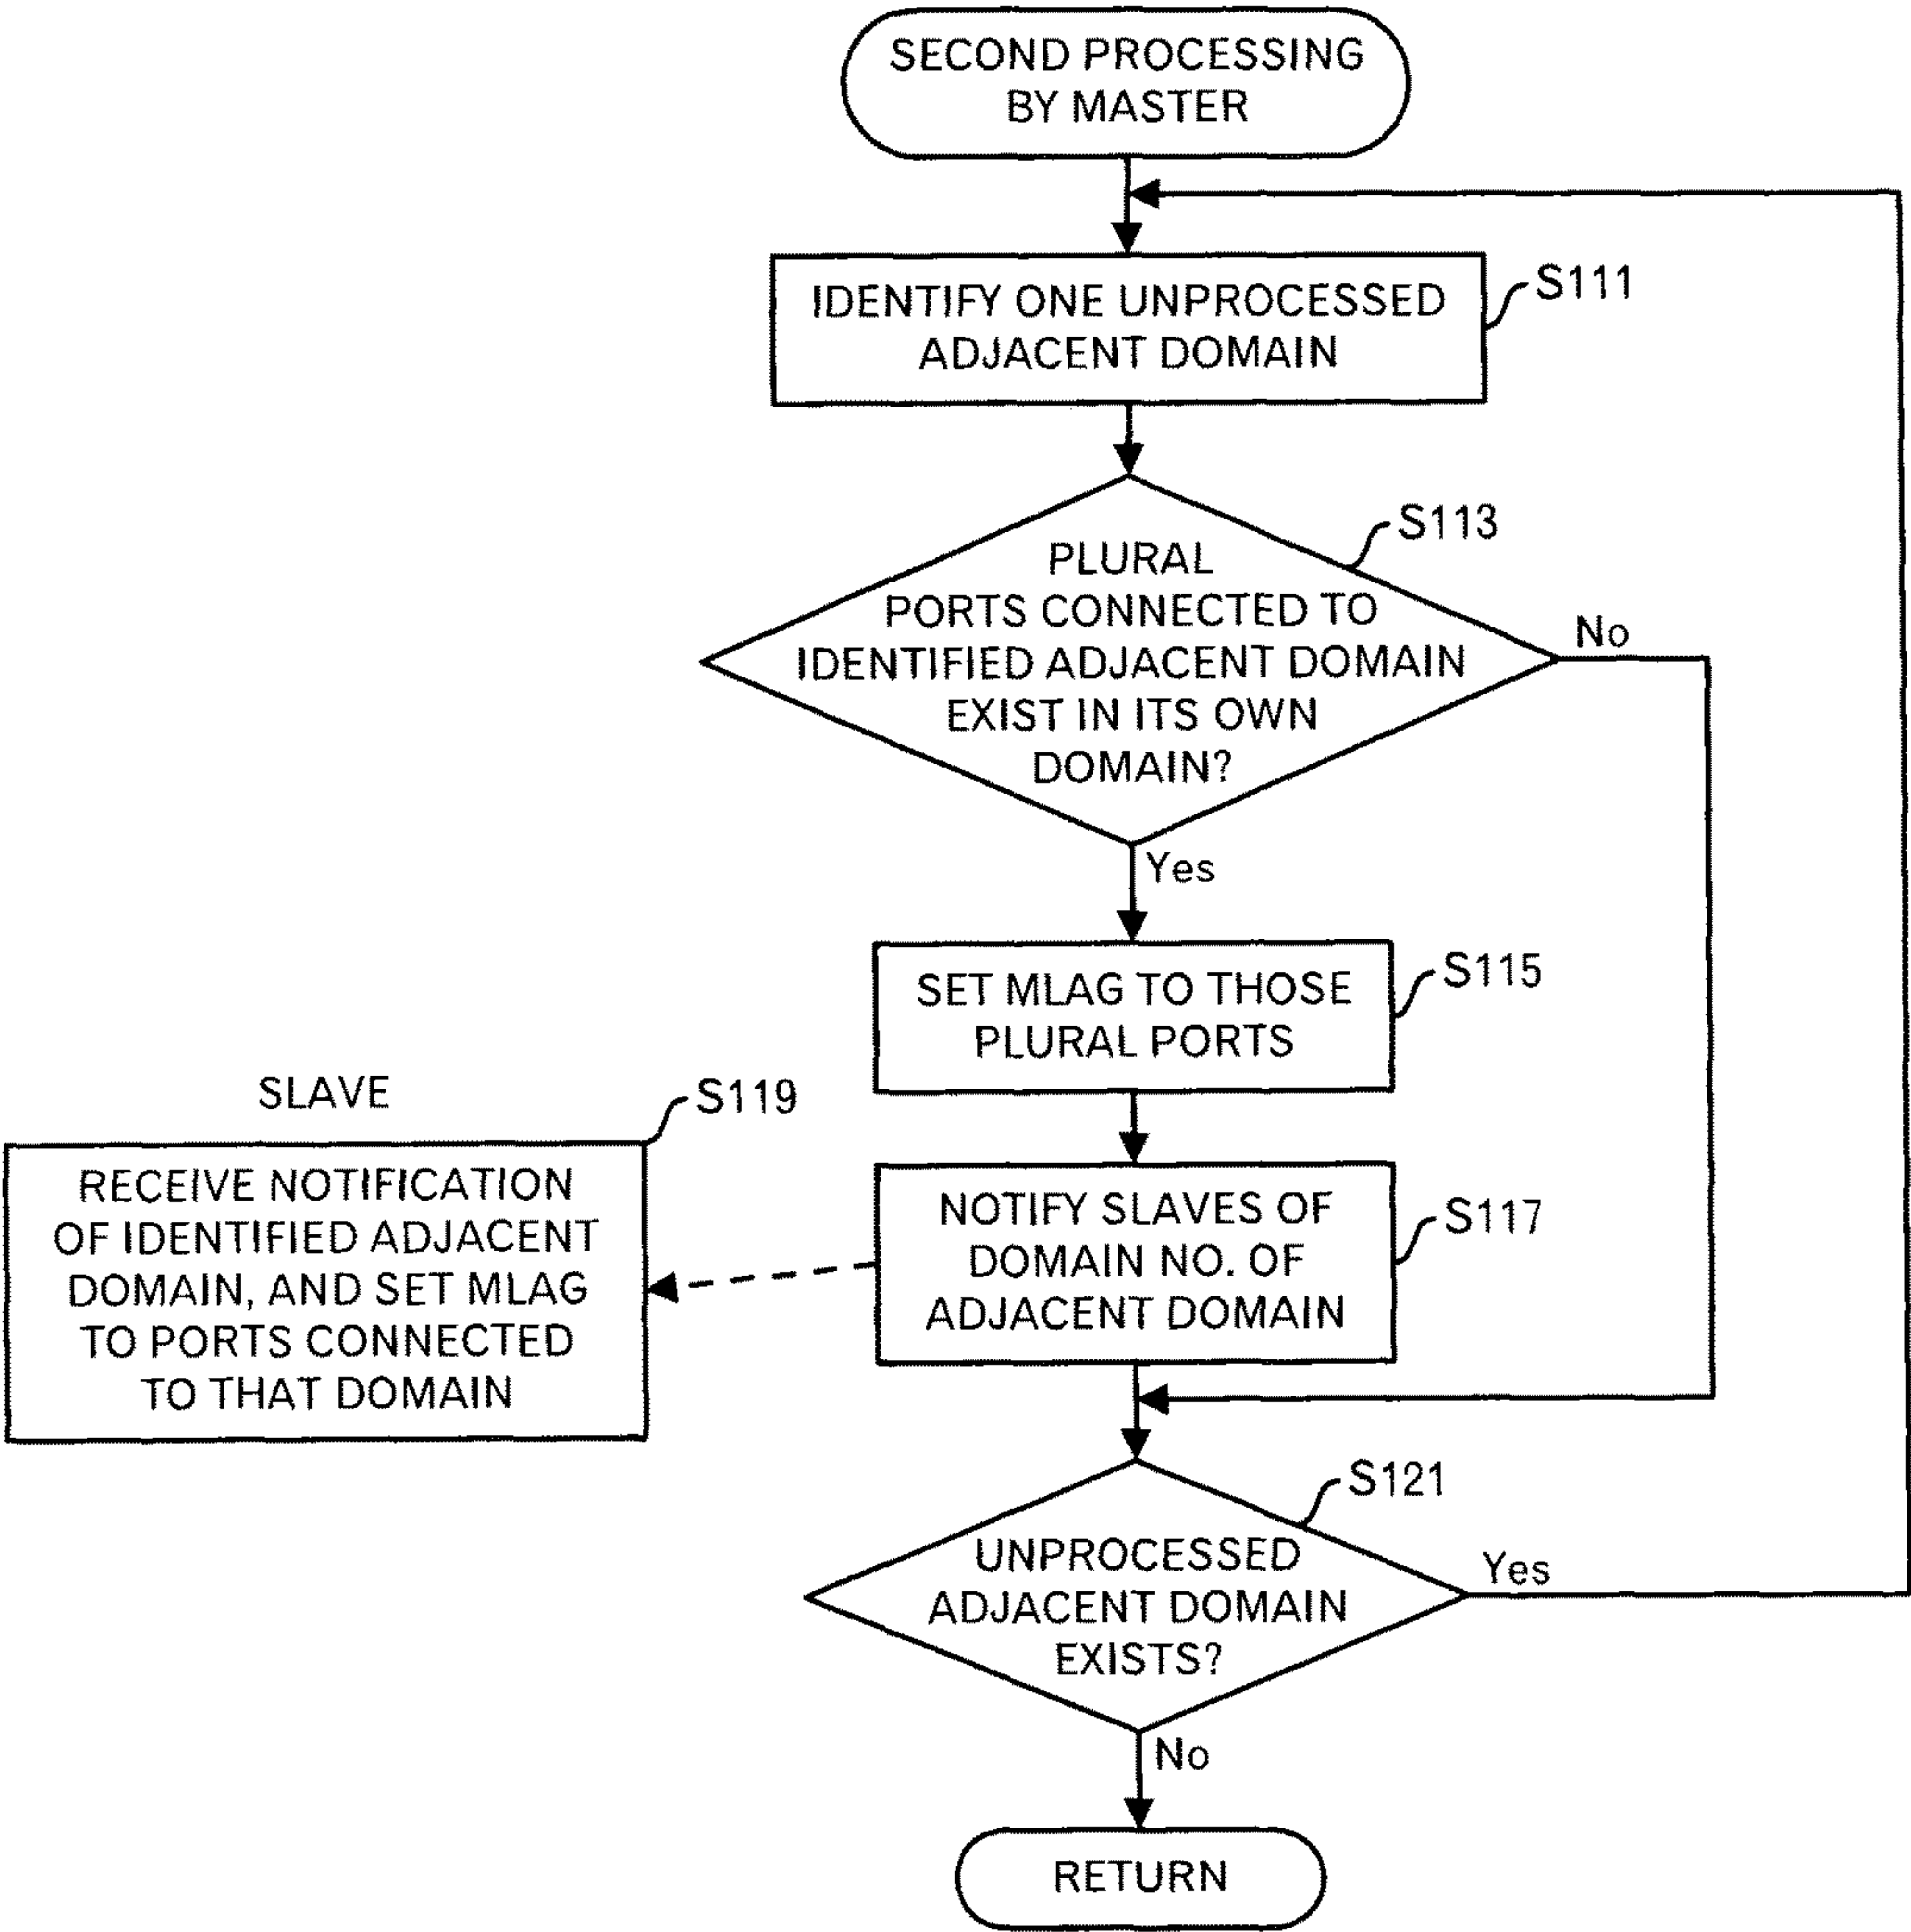 SECOND PROCESSING
BY MASTER
IDENTIFY ONE UNPROCESSED
ADJACENT DOMAIN
S111
S113
PLURAL
PORTS CONNECTED TO
IDENTIFIED ADJACENT DOMAIN
EXIST IN ITS OWN
DOMAIN?
No
Yes
SET MLAG TO THOSE
PLURAL PORTS
S115
SLAVE
S119
RECEIVE NOTIFICATION
OF IDENTIFIED ADJACENT
DOMAIN, AND SET MLAG
TO PORTS CONNECTED
TO THAT DOMAIN
NOTIFY SLAVES OF
DOMAIN NO. OF
ADJACENT DOMAIN
S117
S121
UNPROCESSED
ADJACENT DOMAIN
EXISTS?
Yes
No
RETURN